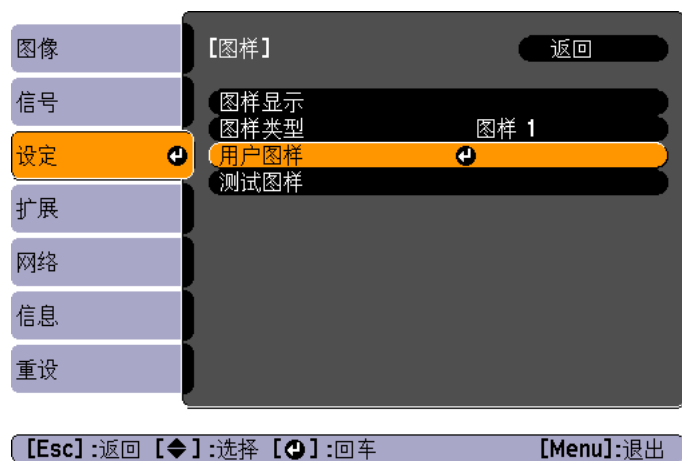 图像
信号
设定
扩展
网络
信息
重设
[图样]
返回
图样显示
图样类型 图样 1
用户图样
测试图样
[Esc]:返回 [◆]:选择 [⏎]:回车 [Menu]:退出